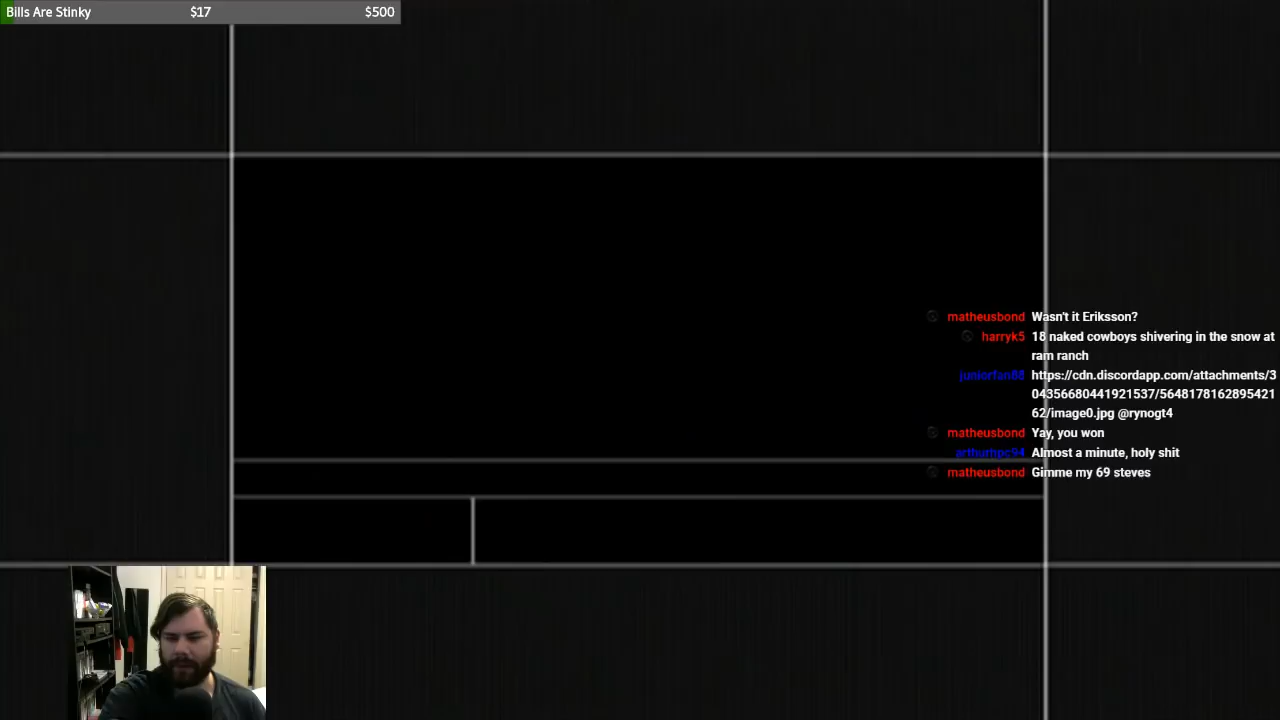 Bills Are Stinky $17 $500
matheusbond Wasn't it Eriksson?
harryk5 18 naked cowboys shivering in the snow at
ram ranch
juniorfan88 https://cdn.discordapp.com/attachments/3
04356680441921537/5648178162895421
62/image0.jpg @rynogt4
matheusbond Yay, you won
arthurhpc94 Almost a minute, holy shit
matheusbond Gimme my 69 steves